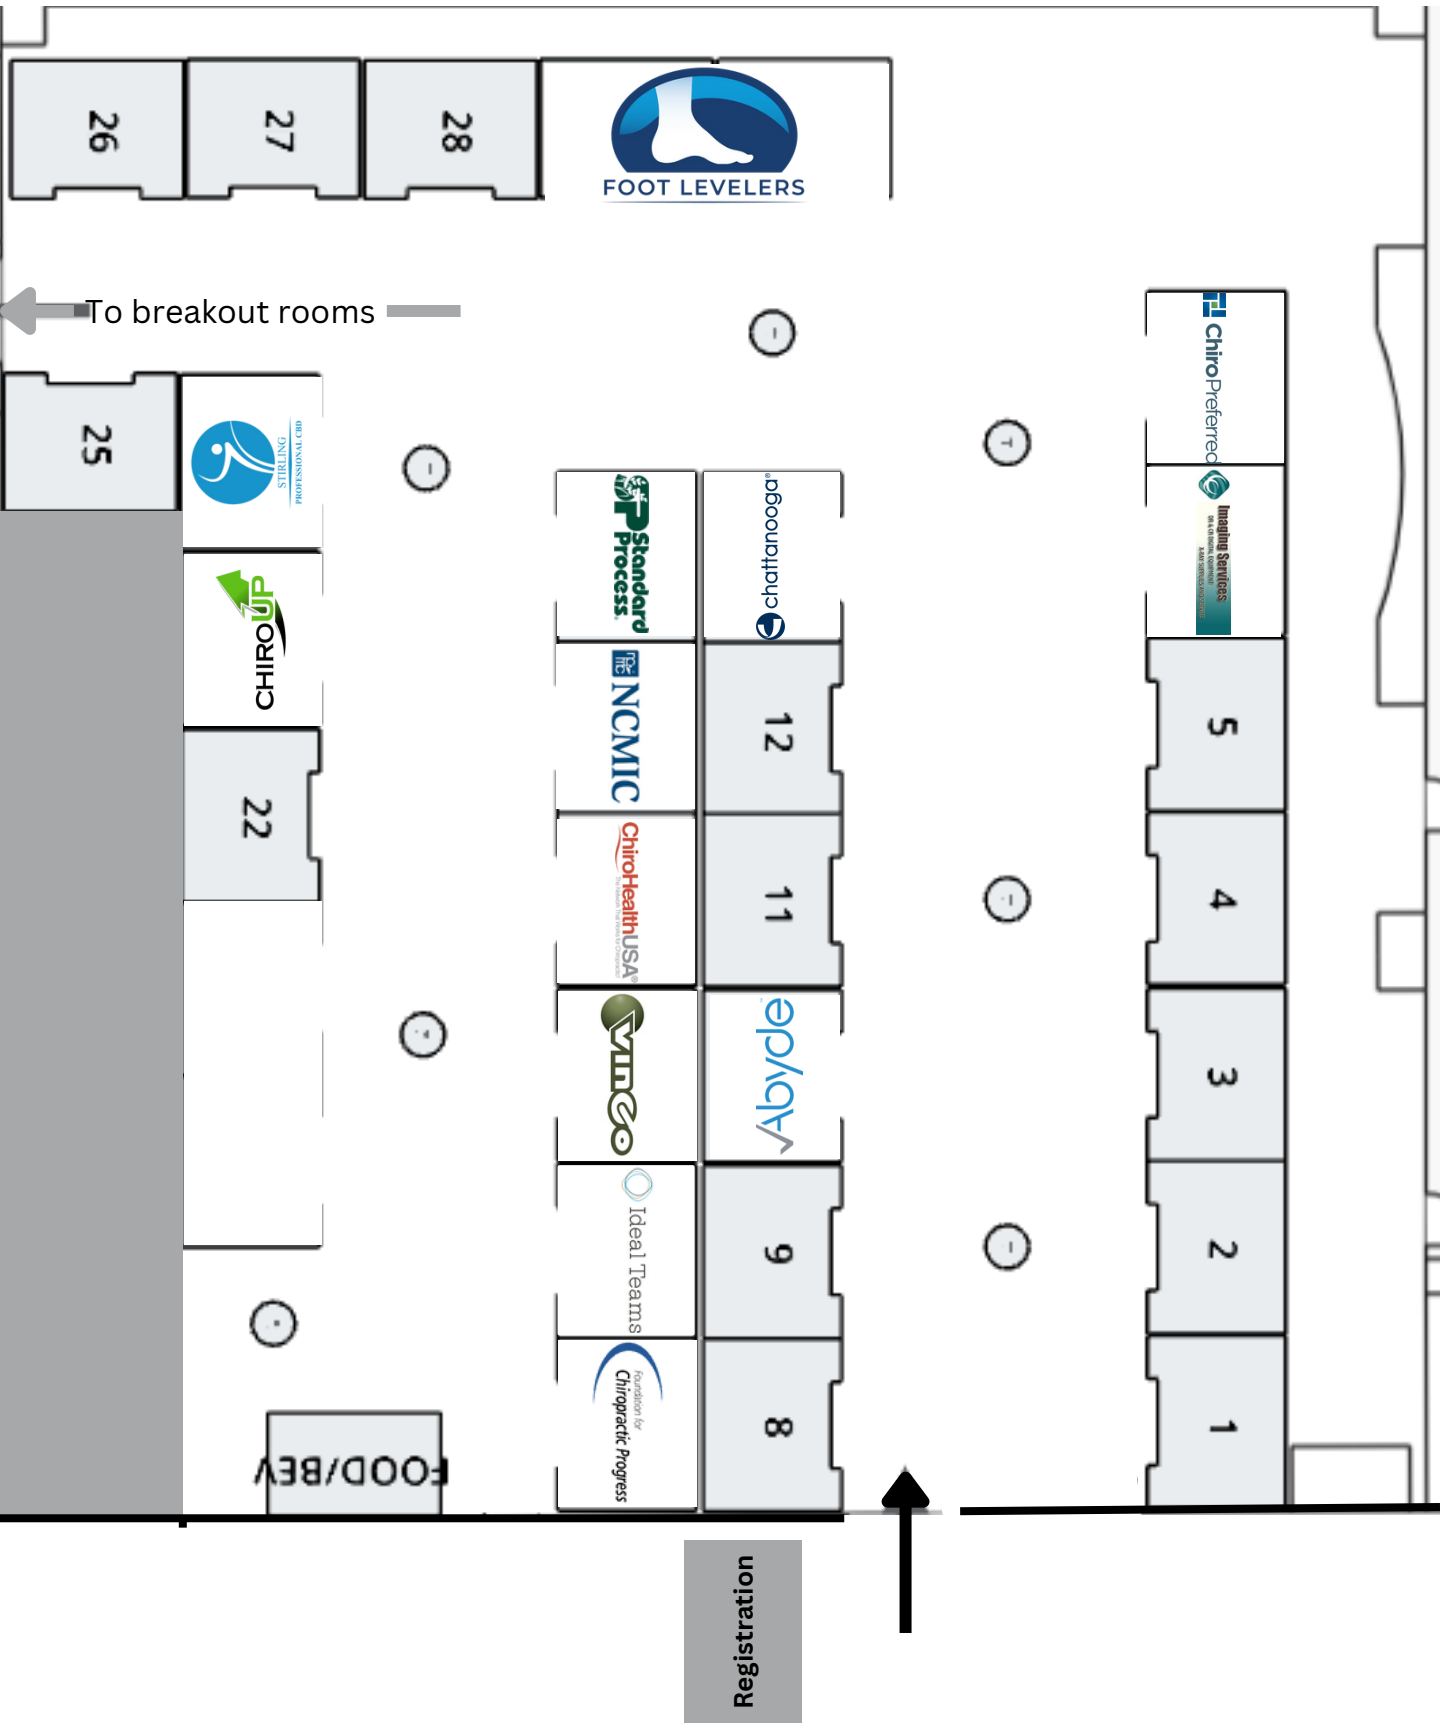 26
27
28
FOOT LEVELERS
To breakout rooms
25
STIRLING
PROFESSIONAL CBD
CHIROUP
22
FOOD/BEV
SP Standard
Process®
NCMIC
ChiroHealthUSA®
VINCO
Ideal Teams
Foundation for
Chiropractic Progress
chattanooga®
12
11
Abyde™
9
8
ChiroPreferred
Imaging Services
5
4
3
2
1
Registration